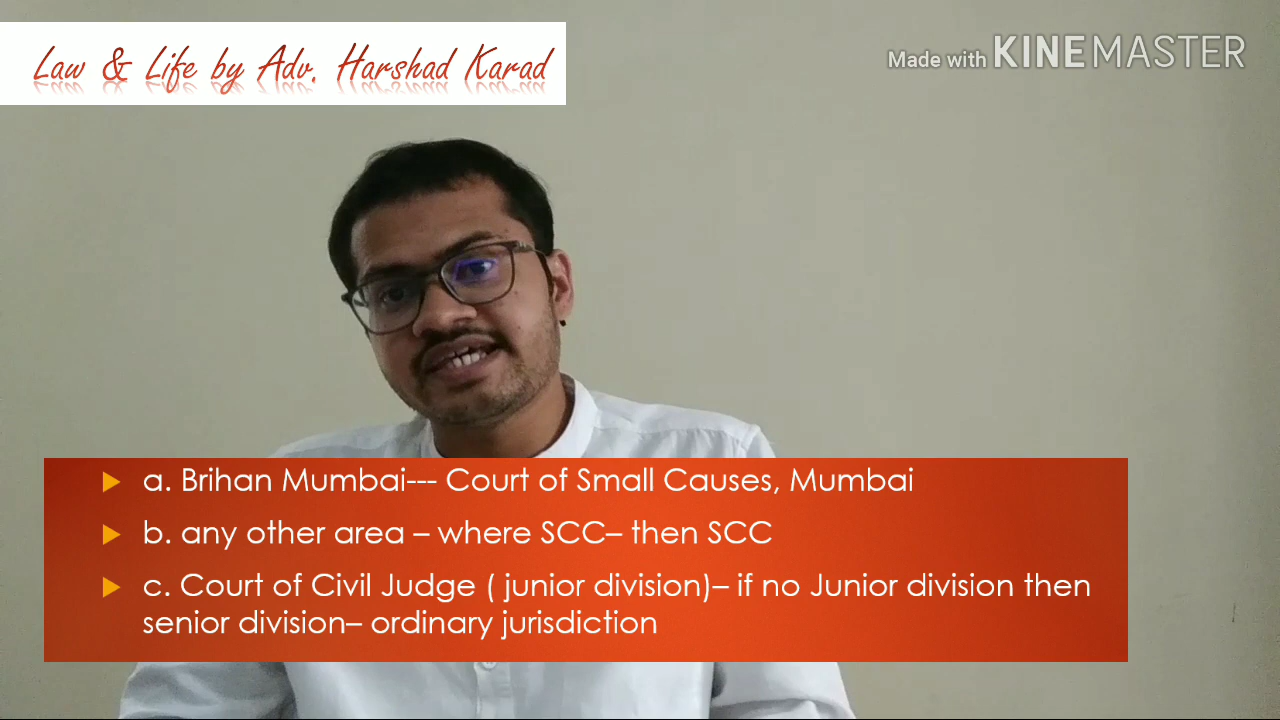 Law & Life by Adv. Harshad Karad
Made with KINEMASTER
a. Brihan Mumbai--- Court of Small Causes, Mumbai
b. any other area – where SCC– then SCC
c. Court of Civil Judge ( junior division)– if no Junior division then
senior division– ordinary jurisdiction